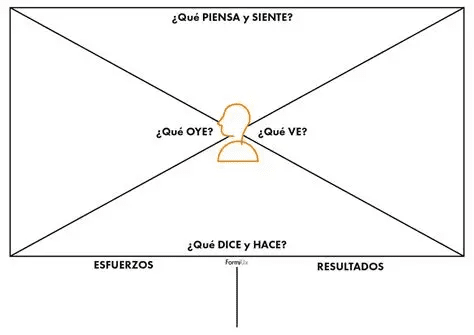 ¿Qué PIENSA y SIENTE?
¿Qué OYE?
¿Qué VE?
¿Qué DICE y HACE?
ESFUERZOS
RESULTADOS